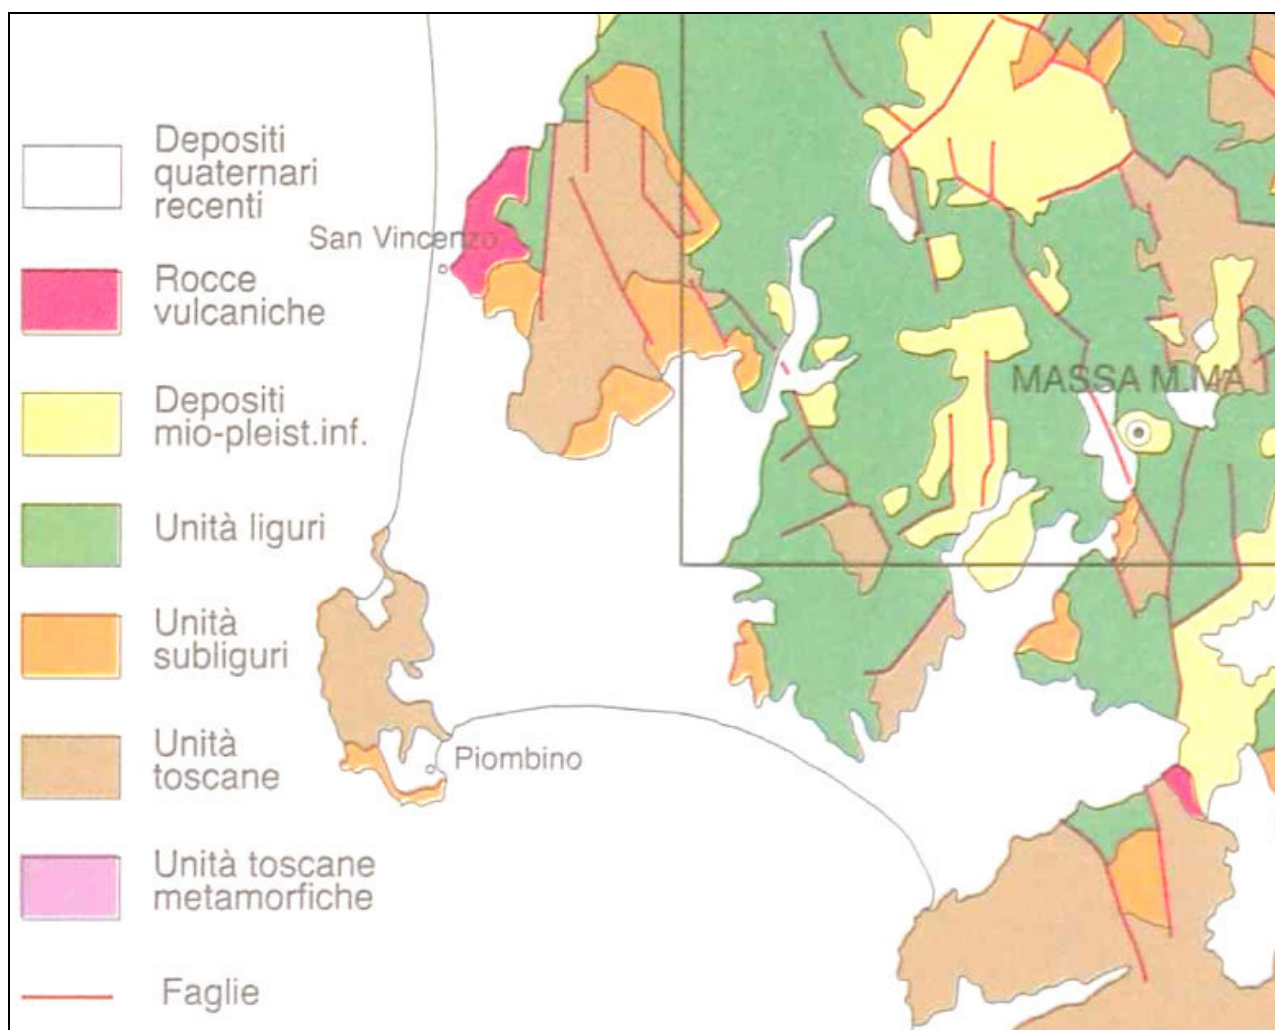 Depositi
quaternari
recenti
San Vincenzo
Rocce
vulcaniche
Depositi
mio-pleist.inf.
MASSA M.MA
Unità liguri
Unità
subliguri
Unità
toscane
Piombino
Unità toscane
metamorfiche
Faglie